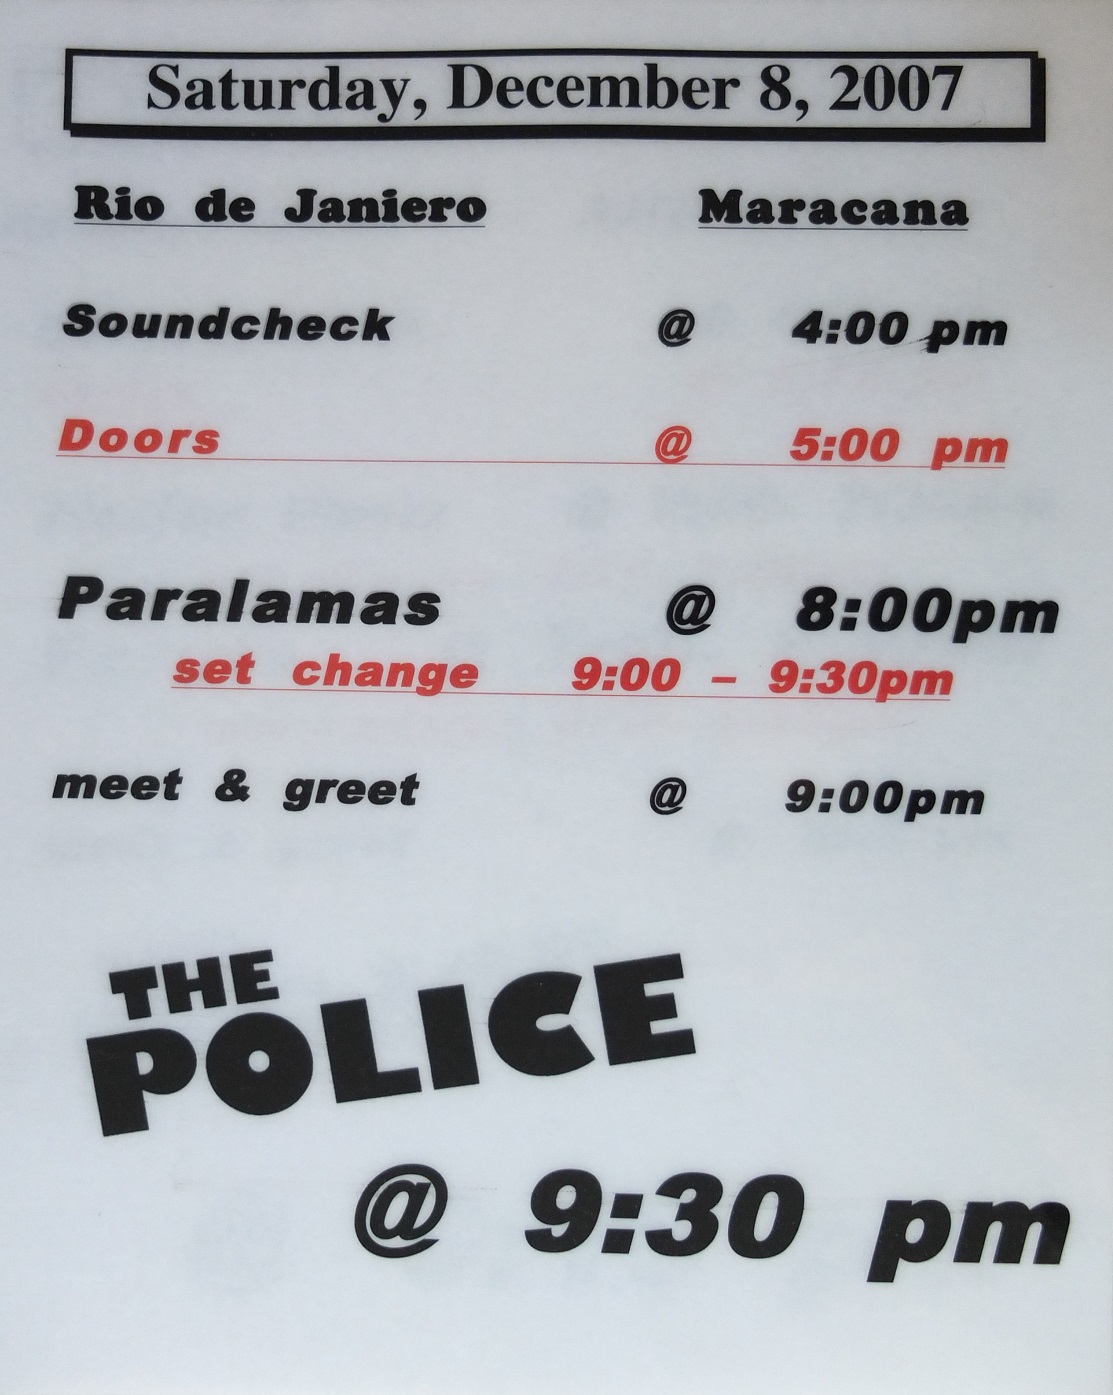 Saturday, December 8, 2007
Rio de Janiero Maracana
Soundcheck @ 4:00 pm
Doors @ 5:00 pm
Paralamas @ 8:00pm
set change 9:00 – 9:30pm
meet & greet @ 9:00pm
THE
POLICE
@ 9:30 pm